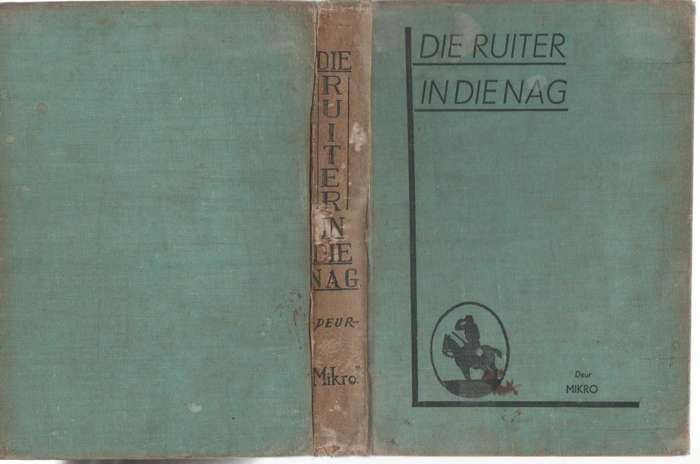 DIE
RUITER
IN
DIE
NAG
-DEUR-
Mikro.
DIE RUITER
IN DIE NAG
Deur
MIKRO